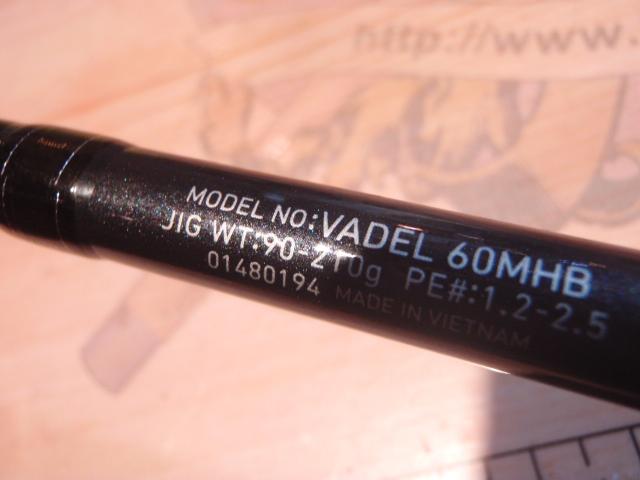 http://www.
MODEL NO:VADEL 60MHB
JIG WT:90-210g PE#:1.2-2.5
01480194 MADE IN VIETNAM